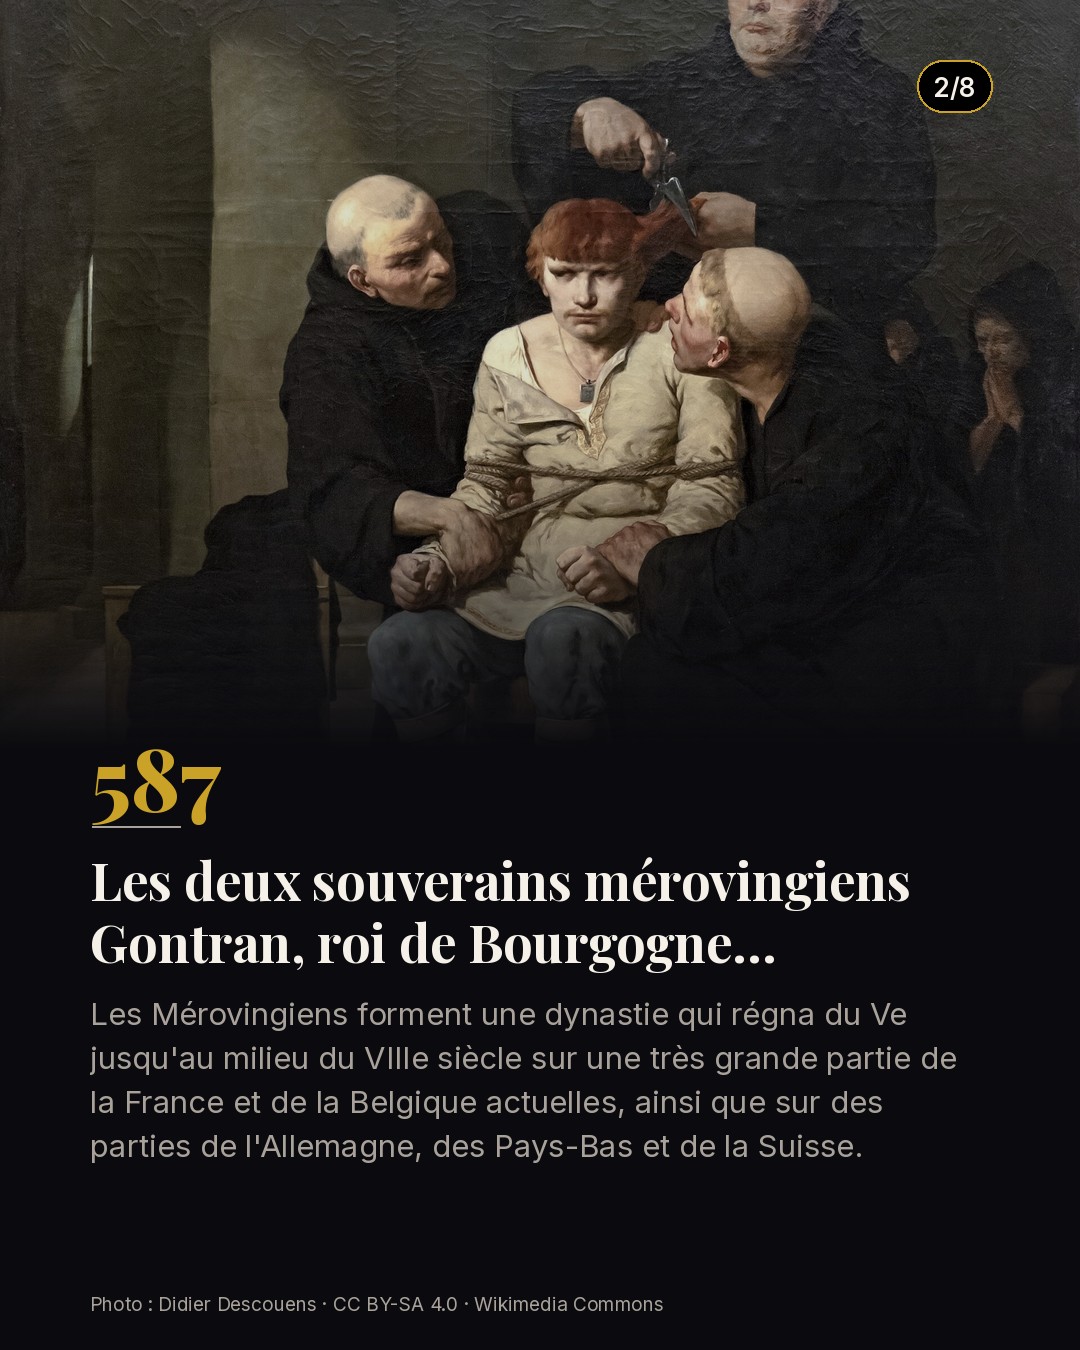 2/8
587
Les deux souverains mérovingiens
Gontran, roi de Bourgogne...
Les Mérovingiens forment une dynastie qui régna du Ve
jusqu'au milieu du VIIIe siècle sur une très grande partie de
la France et de la Belgique actuelles, ainsi que sur des
parties de l'Allemagne, des Pays-Bas et de la Suisse.
Photo : Didier Descouens · CC BY-SA 4.0 · Wikimedia Commons